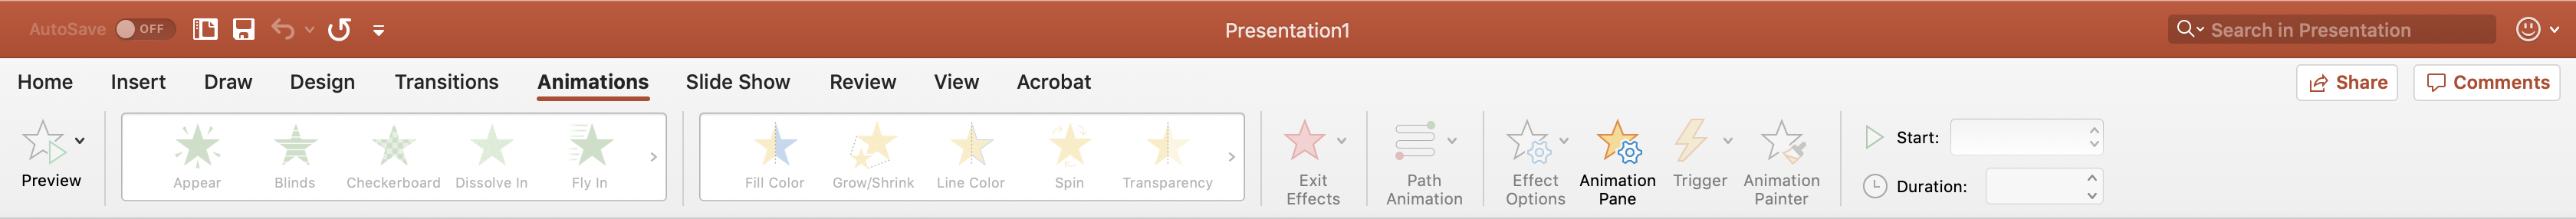 AutoSave OFF
Presentation1
Search in Presentation
Home Insert Draw Design Transitions Animations Slide Show Review View Acrobat
Share Comments
Preview
Appear Blinds Checkerboard Dissolve In Fly In
Fill Color Grow/Shrink Line Color Spin Transparency
Exit
Effects
Path
Animation
Effect
Options
Animation
Pane
Trigger
Animation
Painter
Start:
Duration: